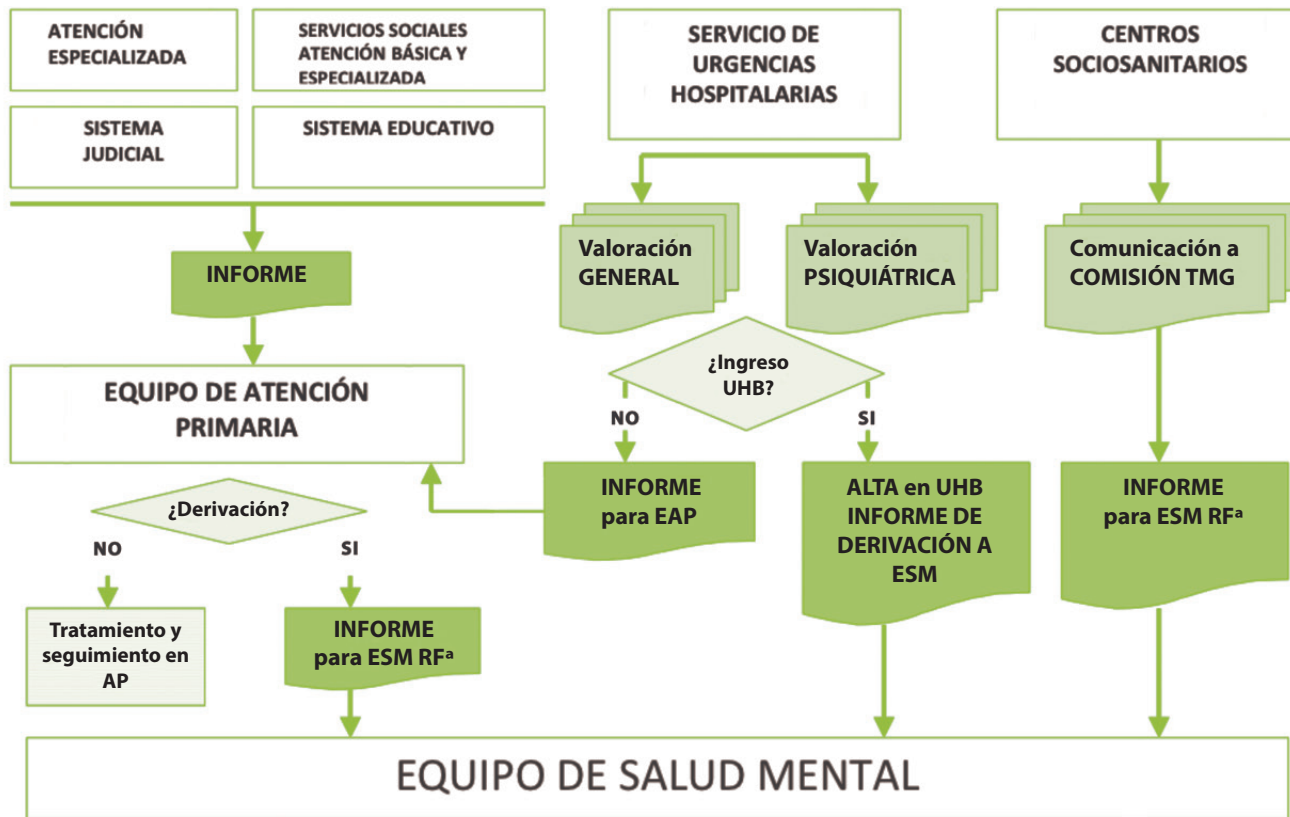 ATENCIÓN
ESPECIALIZADA
SERVICIOS SOCIALES
ATENCIÓN BÁSICA Y
ESPECIALIZADA
SISTEMA
JUDICIAL
SISTEMA EDUCATIVO
SERVICIO DE
URGENCIAS
HOSPITALARIAS
CENTROS
SOCIOSANITARIOS
INFORME
Valoración
GENERAL
Valoración
PSIQUIÁTRICA
Comunicación a
COMISIÓN TMG
¿Ingreso
UHB?
NO
SI
EQUIPO DE ATENCIÓN
PRIMARIA
INFORME
para EAP
ALTA en UHB
INFORME DE
DERIVACIÓN A
ESM
INFORME
para ESM RFª
¿Derivación?
NO
SI
Tratamiento y
seguimiento en
AP
INFORME
para ESM RFª
EQUIPO DE SALUD MENTAL